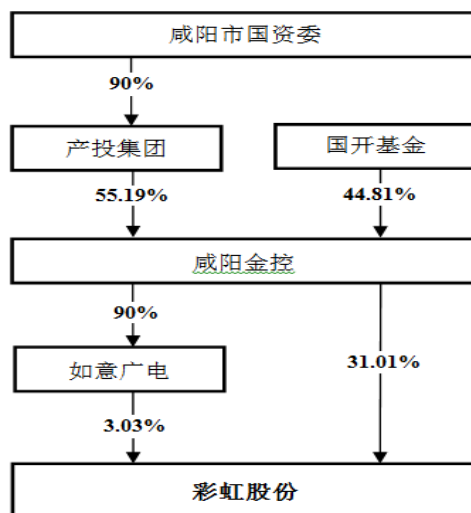 咸阳市国资委
90%
产投集团
国开基金
55.19%
44.81%
咸阳金控
90%
如意广电
31.01%
3.03%
彩虹股份